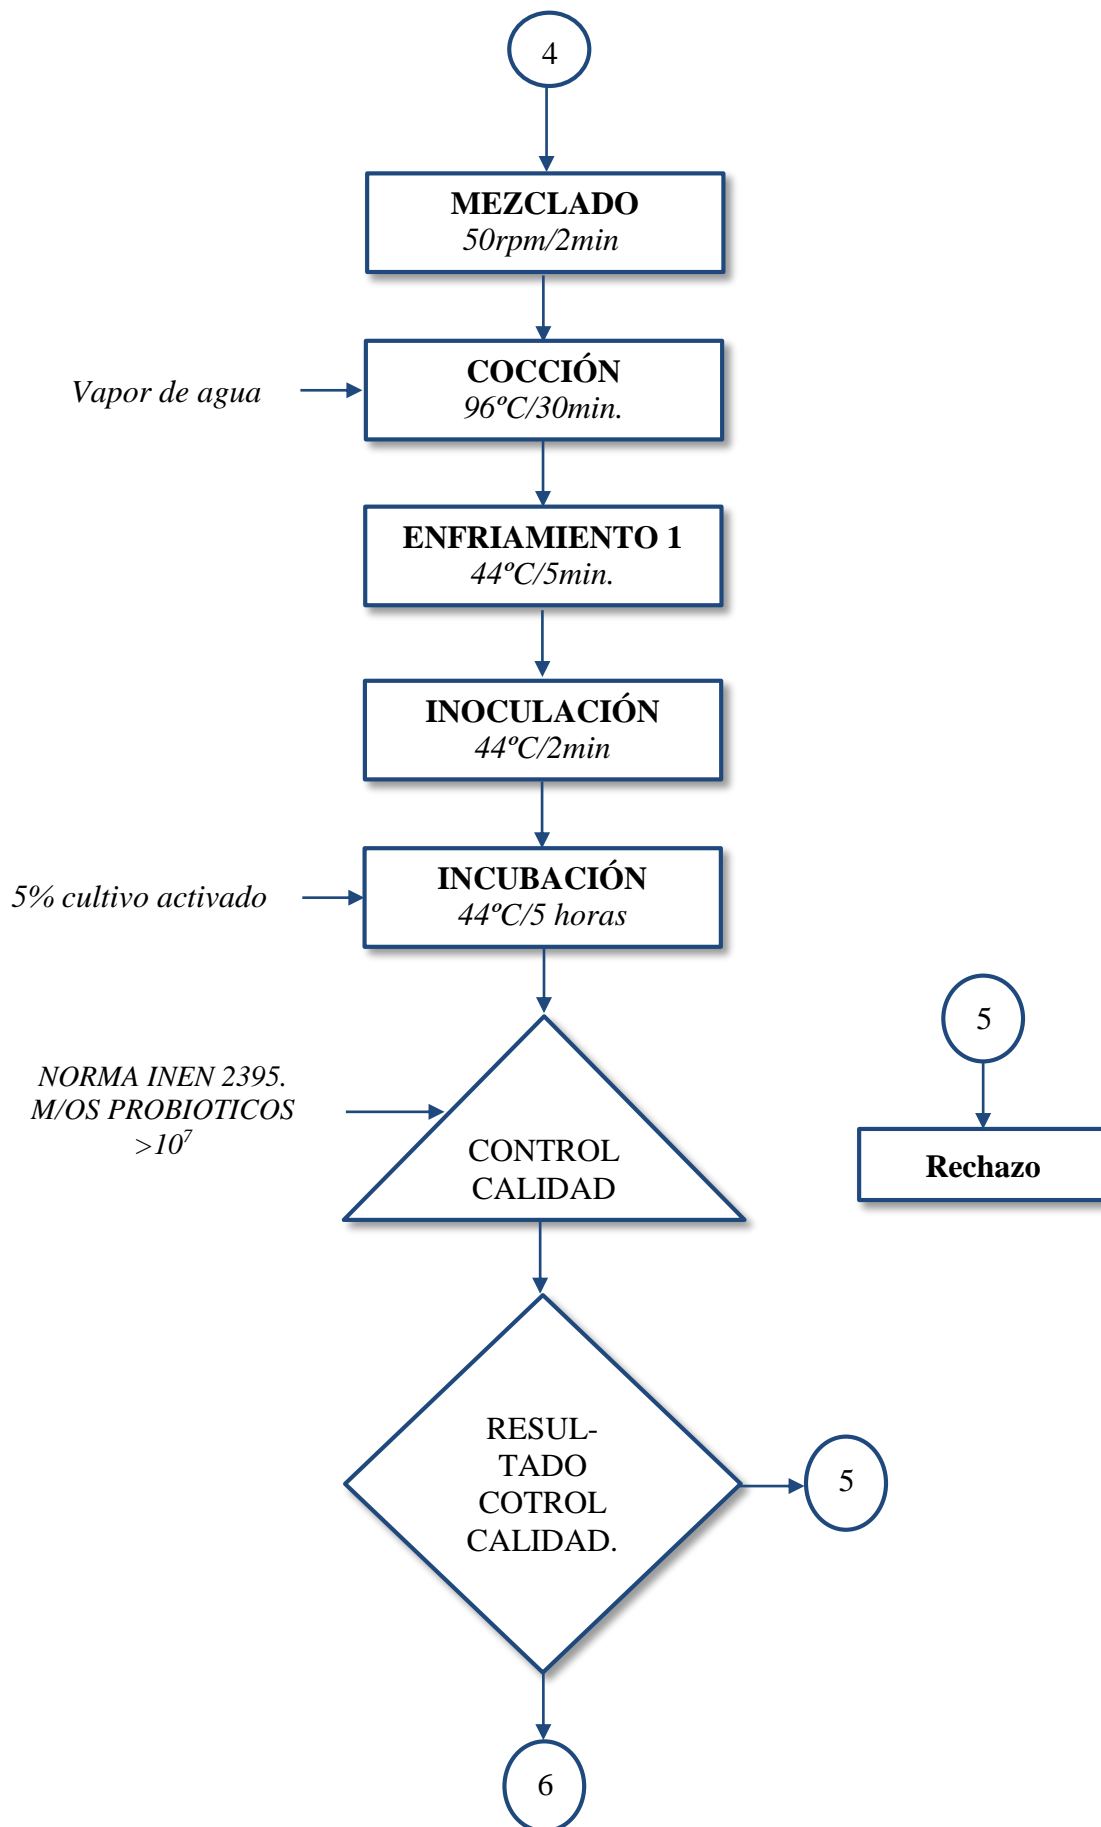 4
MEZCLADO
50rpm/2min
Vapor de agua
COCCIÓN
96ºC/30min.
ENFRIAMIENTO 1
44ºC/5min.
INOCULACIÓN
44ºC/2min
5% cultivo activado
INCUBACIÓN
44ºC/5 horas
NORMA INEN 2395.
M/OS PROBIOTICOS
>10⁷
CONTROL
CALIDAD
5
Rechazo
RESUL-
TADO
COTROL
CALIDAD.
5
6